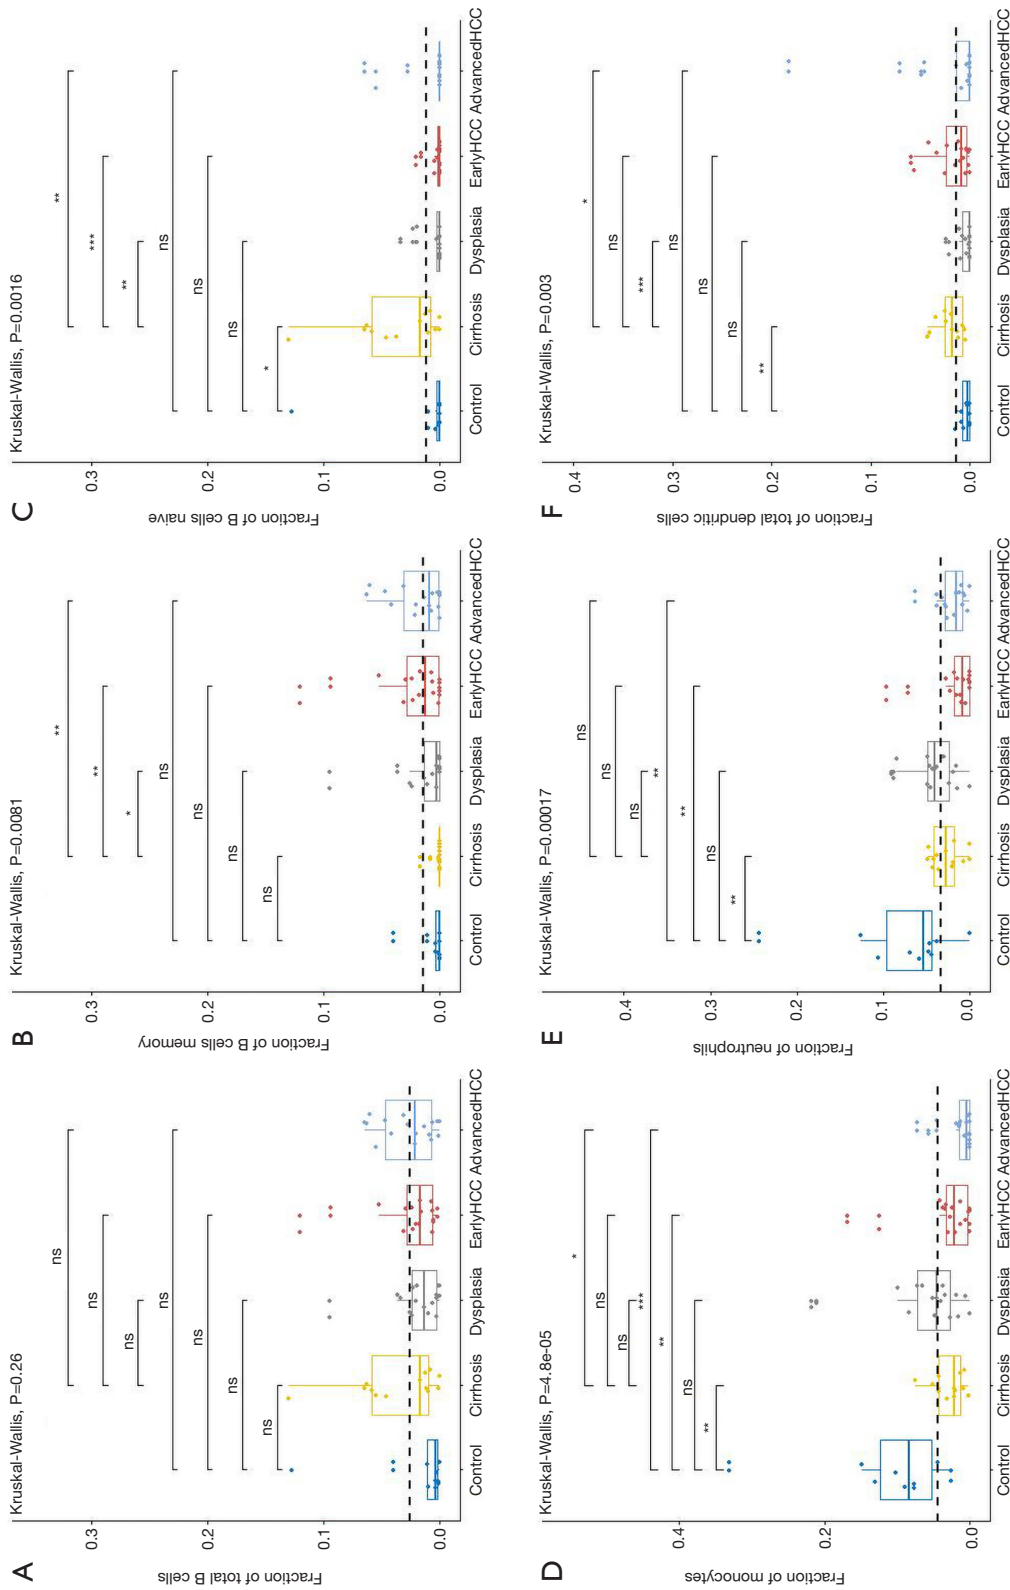 A
Kruskal-Wallis, P=0.26
Fraction of total B cells
0.3
0.2
0.1
0.0
ns
ns
ns
ns
ns
ns
ns
Control Cirrhosis Dysplasia EarlyHCC AdvancedHCC
B
Kruskal-Wallis, P=0.0081
Fraction of B cells memory
0.3
0.2
0.1
0.0
**
**
*
ns
ns
ns
ns
Control Cirrhosis Dysplasia EarlyHCC AdvancedHCC
C
Kruskal-Wallis, P=0.0016
Fraction of B cells naive
0.3
0.2
0.1
0.0
**
***
**
ns
ns
ns
*
Control Cirrhosis Dysplasia EarlyHCC AdvancedHCC
D
Kruskal-Wallis, P=4.8e-05
Fraction of monocytes
0.4
0.2
0.0
*
ns
ns
***
**
ns
**
Control Cirrhosis Dysplasia EarlyHCC AdvancedHCC
E
Kruskal-Wallis, P=0.00017
Fraction of neutrophils
0.4
0.3
0.2
0.1
0.0
ns
ns
ns
**
**
ns
**
Control Cirrhosis Dysplasia EarlyHCC AdvancedHCC
F
Kruskal-Wallis, P=0.003
Fraction of total dendritic cells
0.4
0.3
0.2
0.1
0.0
*
ns
***
ns
ns
ns
**
Control Cirrhosis Dysplasia EarlyHCC AdvancedHCC